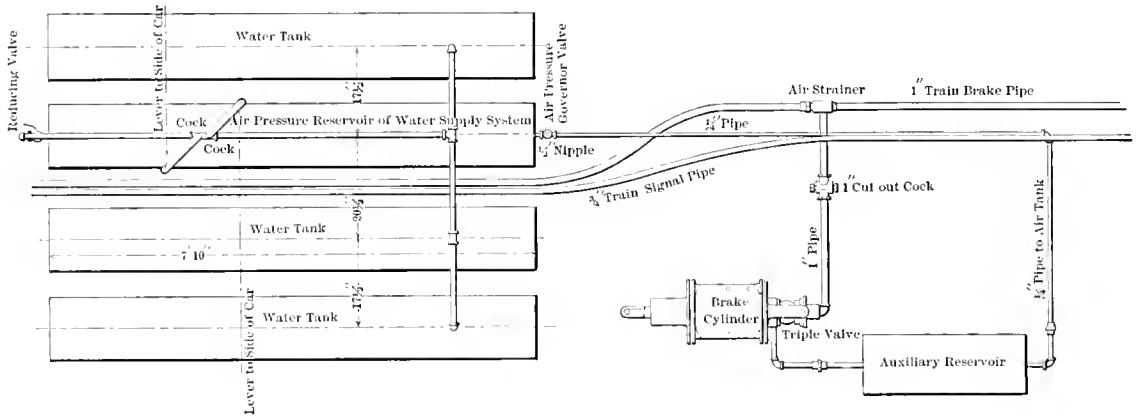 Water Tank
Reducing Valve
Lever to Side of Car
17½"
Air Pressure
Governor Valve
Air Strainer
1" Train Brake Pipe
Cock
Air Pressure Reservoir of Water Supply System
Cock
¼" Pipe
¼" Nipple
¾" Train Signal Pipe
1" Cut out Cock
20½"
Water Tank
7'10"
1" Pipe
¼" Pipe to Air Tank
17½"
Water Tank
Lever to Side of Car
Brake
Cylinder
Triple Valve
Auxiliary Reservoir